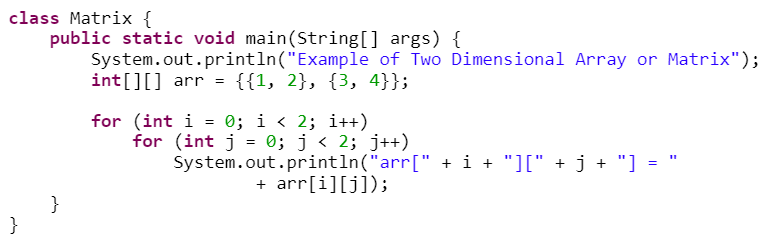 class Matrix {
    public static void main(String[] args) {
        System.out.println("Example of Two Dimensional Array or Matrix");
        int[][] arr = {{1, 2}, {3, 4}};
        for (int i = 0; i < 2; i++)
            for (int j = 0; j < 2; j++)
                System.out.println("arr[" + i + "][" + j + "] = "
                        + arr[i][j]);
    }
}